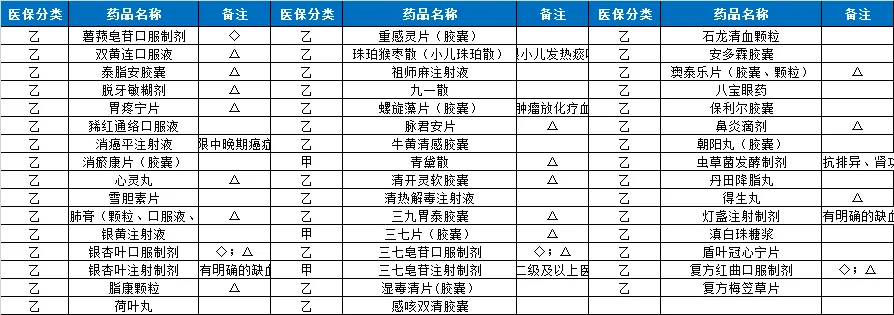 医保分类 药品名称 备注 医保分类 药品名称 备注 医保分类 药品名称 备注
乙 薯蓣皂苷口服制剂 ◇ 乙 重感灵片（胶囊） 乙 石龙清血颗粒
乙 双黄连口服液 △ 乙 珠珀猴枣散（小儿珠珀散） 小儿发热痰 乙 安多霖胶囊
乙 泰脂安胶囊 △ 乙 祖师麻注射液 乙 澳泰乐片（胶囊、颗粒） △
乙 脱牙敏糊剂 △ 乙 九一散 乙 八宝眼药
乙 胃疼宁片 △ 乙 螺旋藻片（胶囊） 肿瘤放化疗血 乙 保利尔胶囊
乙 豨红通络口服液 乙 脉君安片 △ 乙 鼻炎滴剂 △
乙 消癌平注射液 限中晚期癌症 乙 牛黄清感胶囊 乙 朝阳丸（胶囊）
乙 消瘀康片（胶囊） 甲 青黛散 △ 乙 虫草菌发酵制剂 抗排异、肾功
乙 心灵丸 △ 乙 清开灵软胶囊 △ 乙 丹田降脂丸
乙 雪胆素片 乙 清热解毒注射液 乙 得生丸 △
乙 肺膏（颗粒、口服液、 △ 乙 三九胃泰胶囊 △ 乙 灯盏注射制剂 有明确的缺血
乙 银黄注射液 甲 三七片（胶囊） △ 乙 滇白珠糖浆
乙 银杏叶口服制剂 ◇；△ 乙 三七皂苷口服制剂 ◇；△ 乙 盾叶冠心宁片
乙 银杏叶注射制剂 有明确的缺血 甲 三七皂苷注射制剂 二级及以上医 乙 复方红曲口服制剂 ◇；△
乙 脂康颗粒 △ 乙 湿毒清片(胶囊） 乙 复方梅笠草片
乙 荷叶丸 乙 感咳双清胶囊